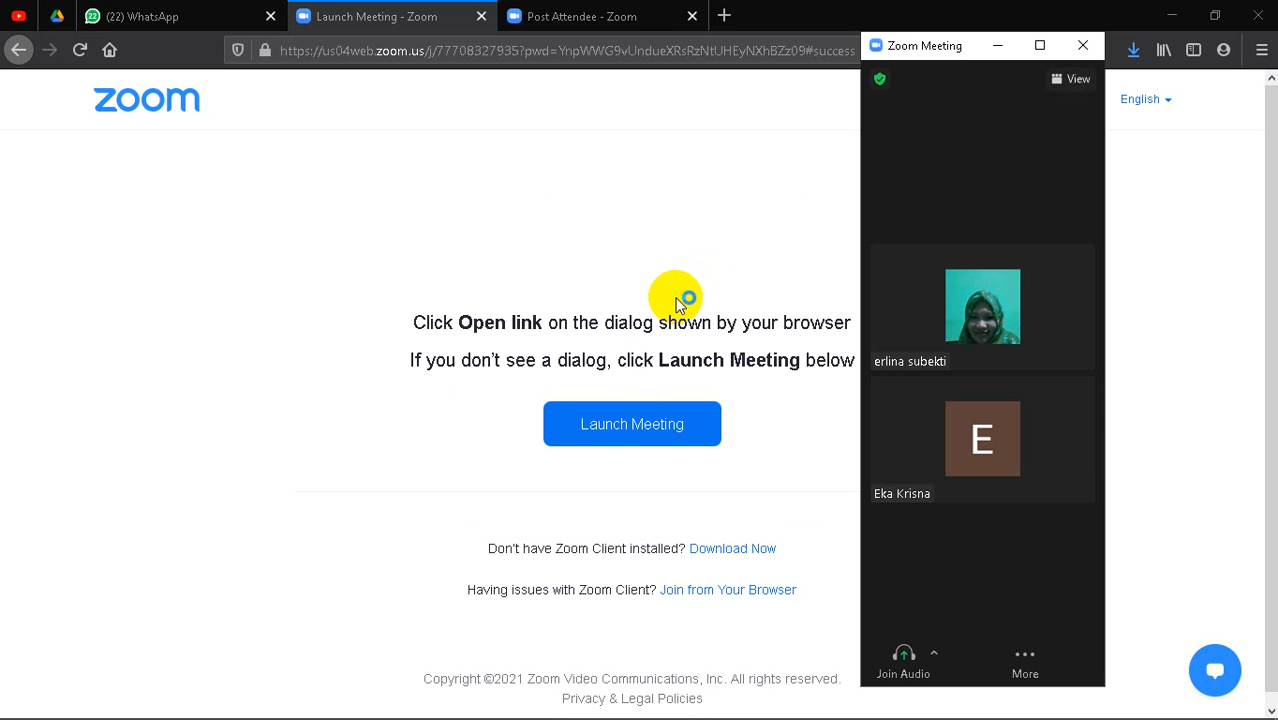 (22) WhatsApp
Launch Meeting - Zoom
Post Attendee - Zoom
https://us04web.zoom.us/j/77708327935?pwd=YnpWWG9vUndueXRsRzNtUHEyNXhBZz09#success
zoom
English
Click Open link on the dialog shown by your browser
If you don't see a dialog, click Launch Meeting below
Launch Meeting
Don't have Zoom Client installed? Download Now
Having issues with Zoom Client? Join from Your Browser
Copyright ©2021 Zoom Video Communications, Inc. All rights reserved.
Privacy & Legal Policies
Zoom Meeting
View
erlina subekti
E
Eka Krisna
Join Audio
More